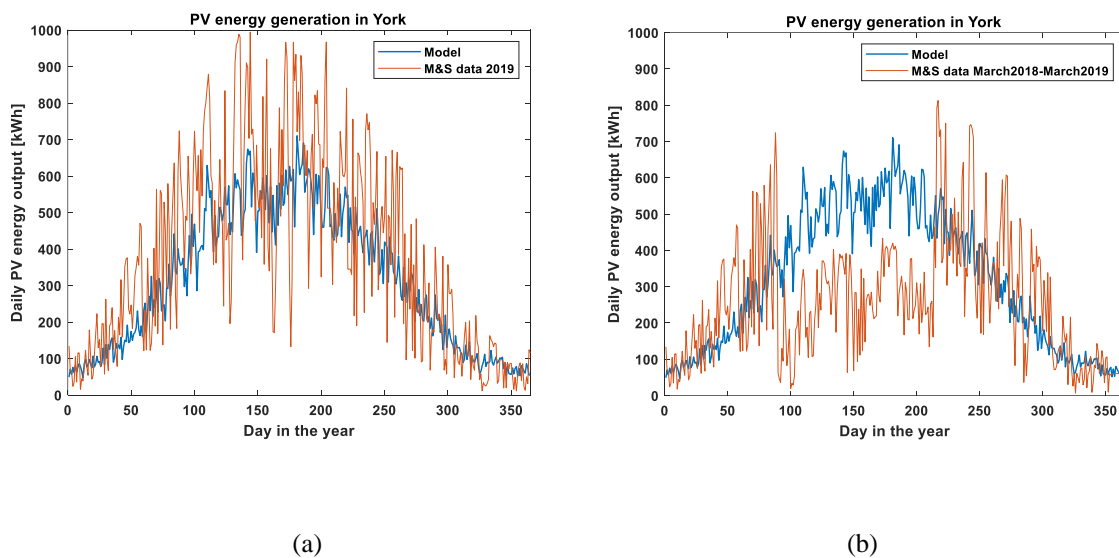 PV energy generation in York
Daily PV energy output [kWh]
1000
900
800
700
600
500
400
300
200
100
0
Model
M&S data 2019
0 50 100 150 200 250 300 350
Day in the year
(a)
PV energy generation in York
Daily PV energy output [kWh]
1000
900
800
700
600
500
400
300
200
100
0
Model
M&S data March2018-March2019
0 50 100 150 200 250 300 350
Day in the year
(b)